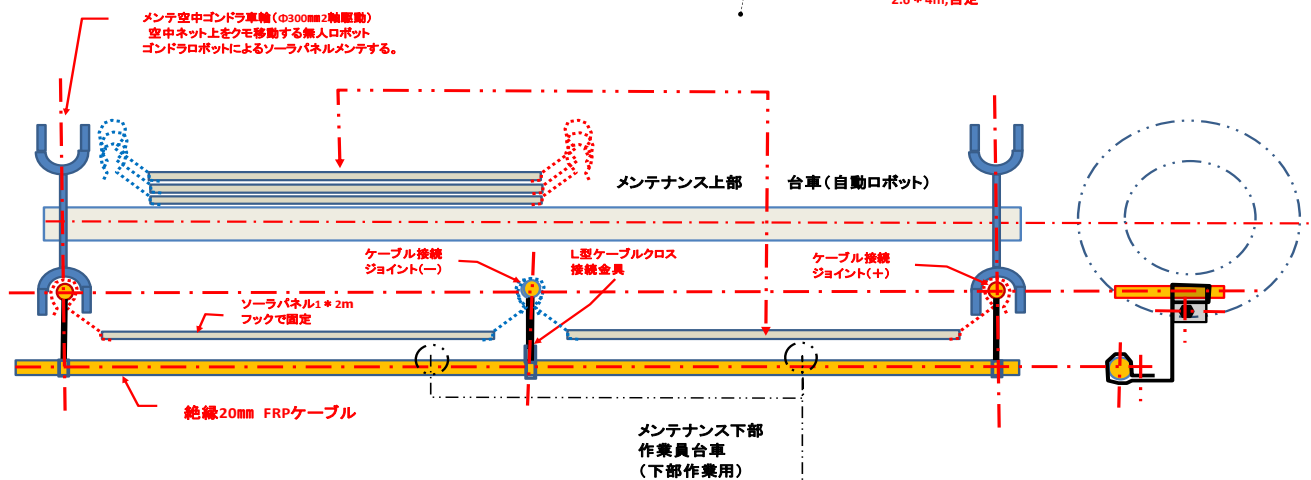 2.0*4m,固定
メンテ空中ゴンドラ車輪(Φ300mm2軸駆動)
空中ネット上をクモ移動する無人ロボット
ゴンドラロボットによるソーラパネルメンテする。
メンテナンス上部 台車(自動ロボット)
ケーブル接続
ジョイント(ー)
L型ケーブルクロス
接続金具
ケーブル接続
ジョイント(+)
ソーラパネル1*2m
フックで固定
絶縁20mm FRPケーブル
メンテナンス下部
作業員台車
(下部作業用)